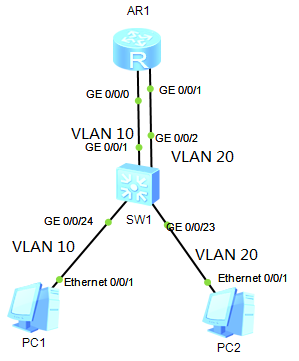 AR1
R
GE 0/0/0
GE 0/0/1
VLAN 10
GE 0/0/2
GE 0/0/1
VLAN 20
SW1
GE 0/0/24
GE 0/0/23
VLAN 10
VLAN 20
Ethernet 0/0/1
Ethernet 0/0/1
PC1
PC2